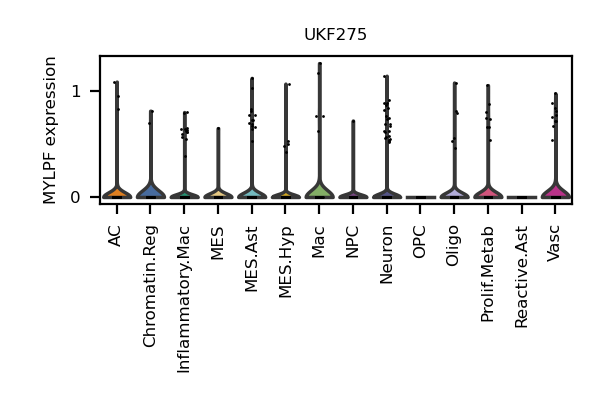 UKF275
MYLPF expression
1
0
AC
Chromatin.Reg
Inflammatory.Mac
MES
MES.Ast
MES.Hyp
Mac
NPC
Neuron
OPC
Oligo
Prolif.Metab
Reactive.Ast
Vasc